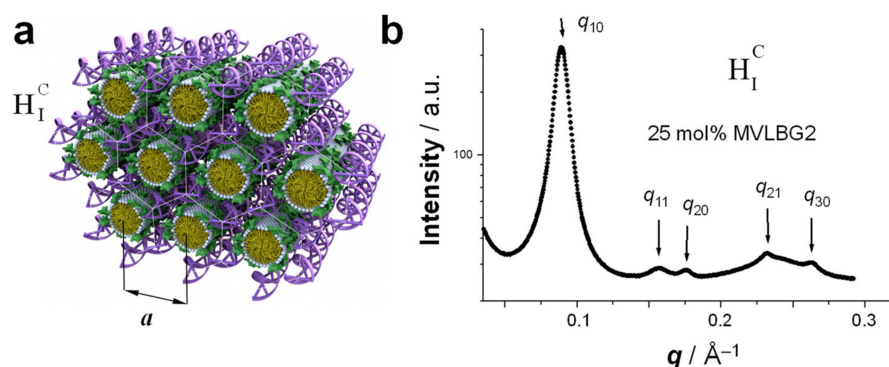 a
H_I^C
a
b
q10
H_I^C
25 mol% MVLBG2
q11
q20
q21
q30
100
Intensity / a.u.
0.1
0.2
0.3
q / Å–1